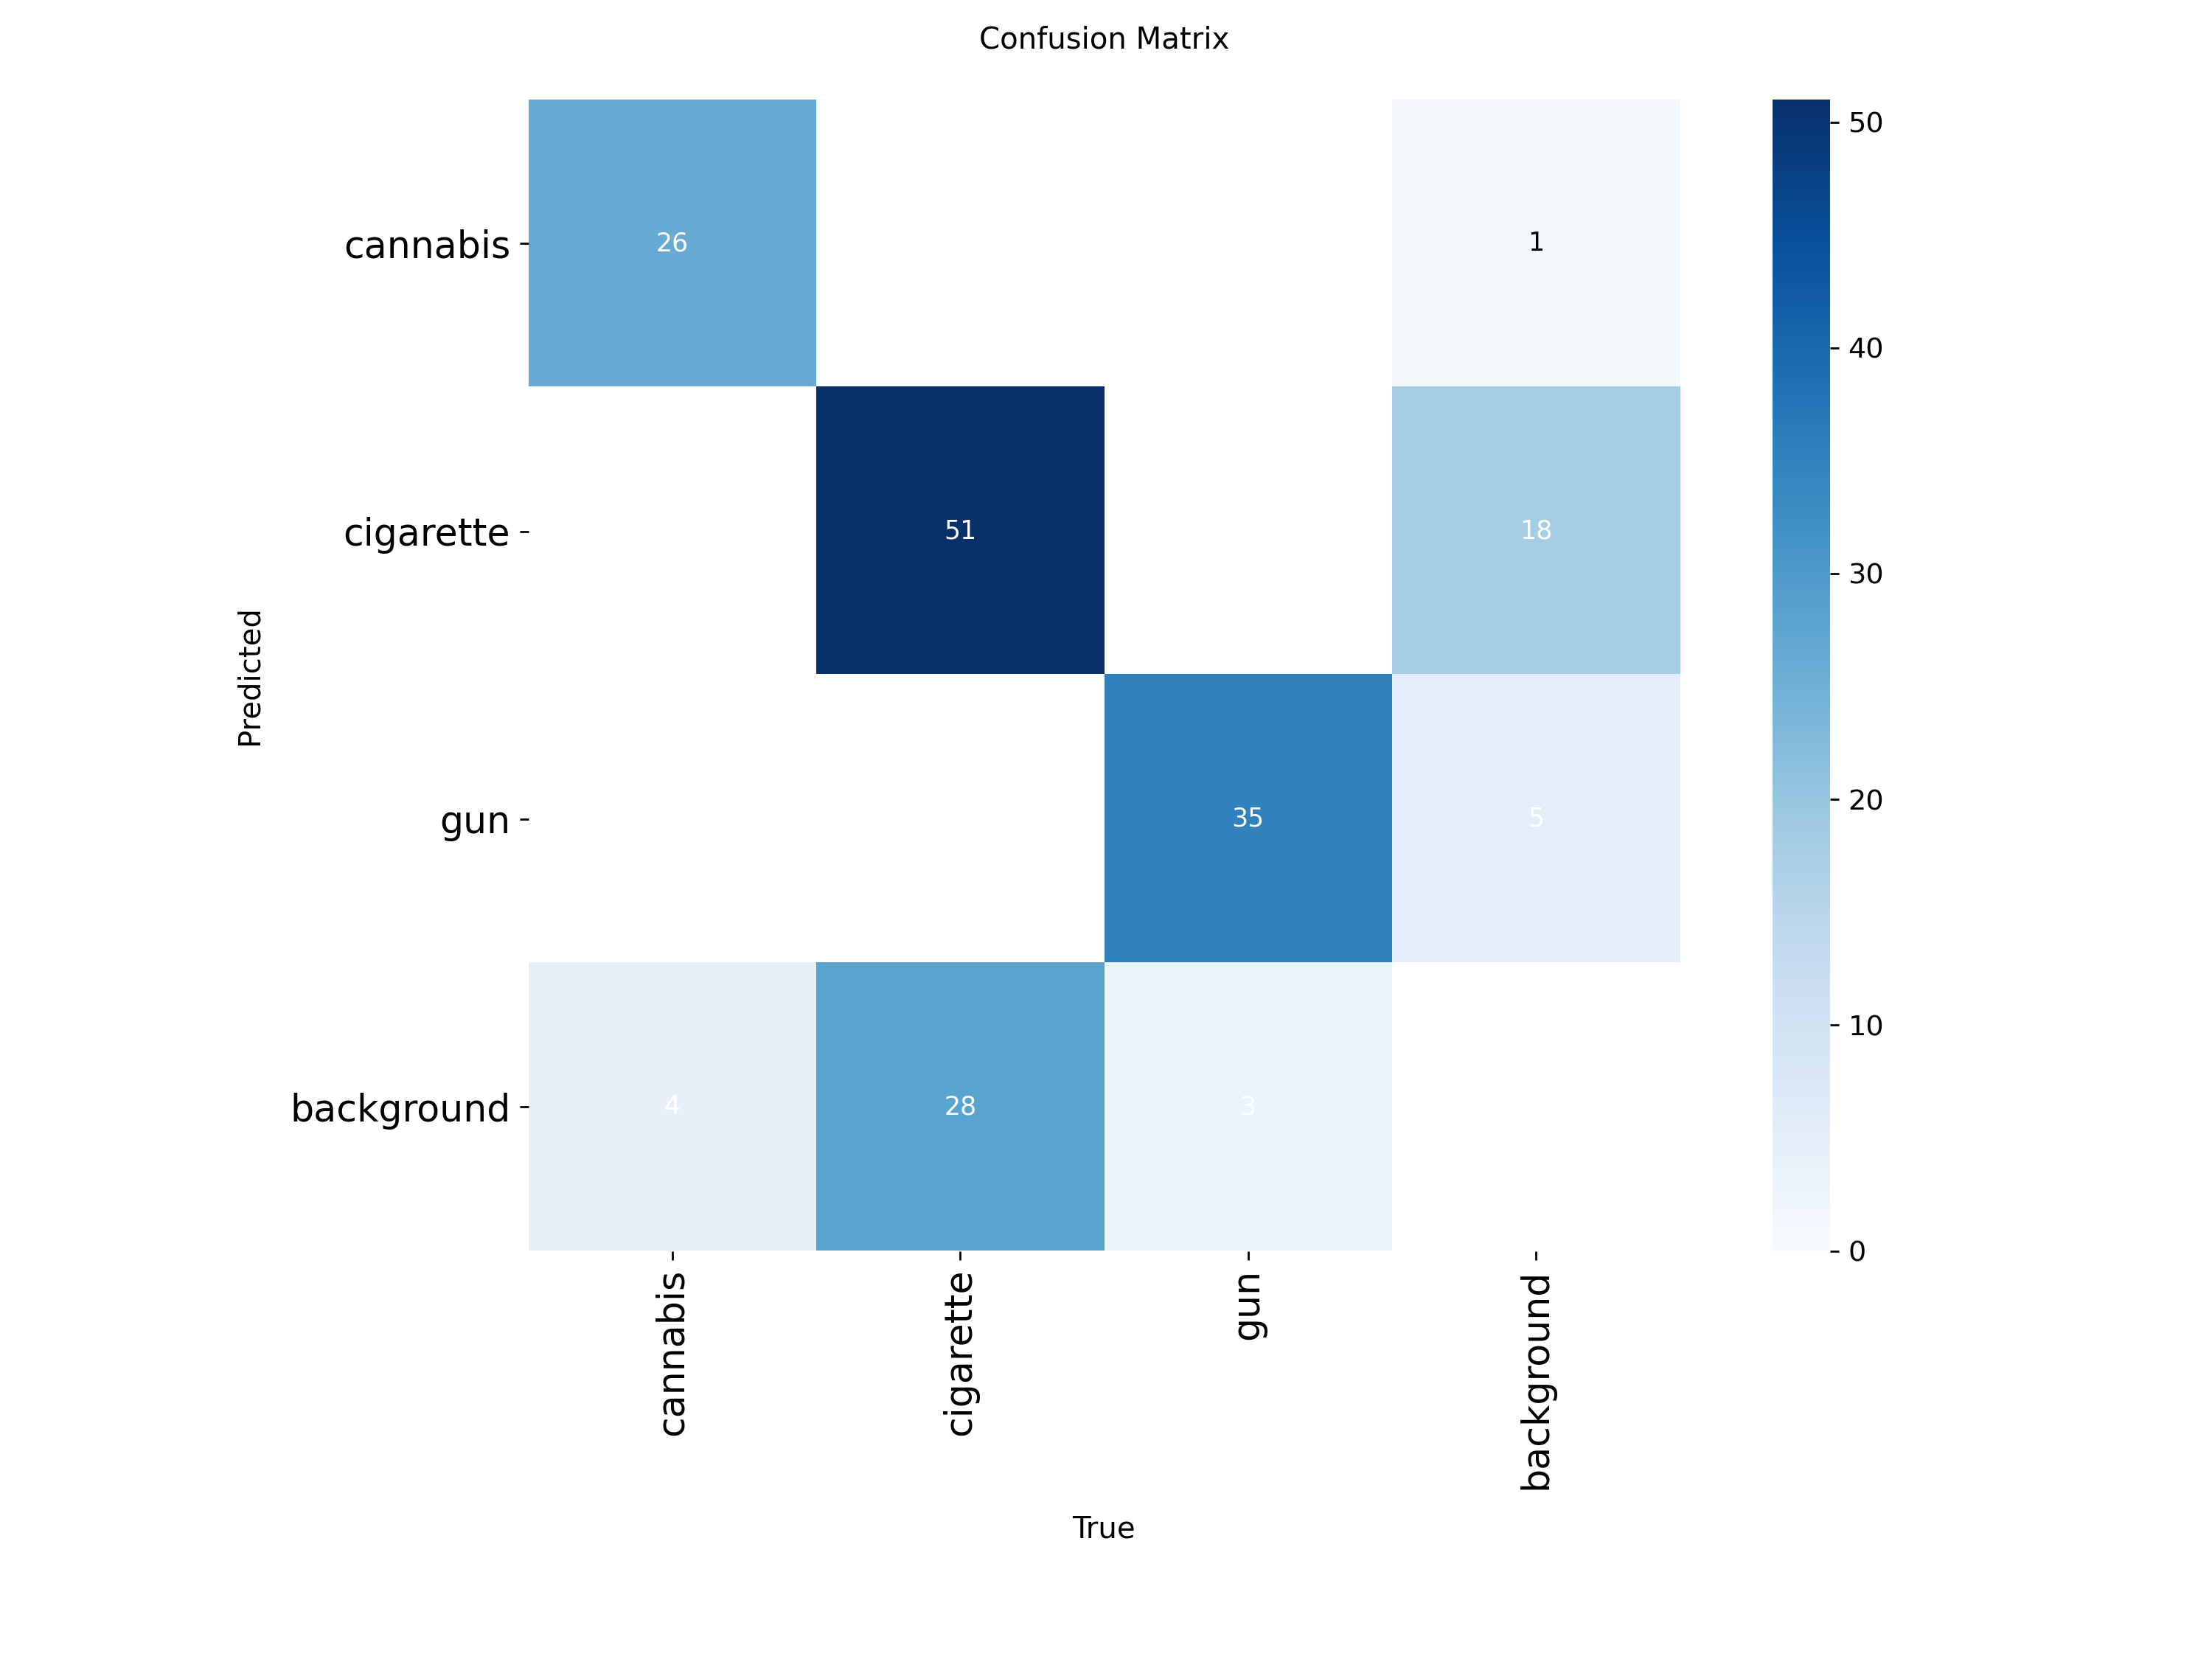 Confusion Matrix
cannabis
26
1
cigarette
51
18
gun
35
5
background
4
28
3
cannabis
cigarette
gun
background
Predicted
True
50
40
30
20
10
0